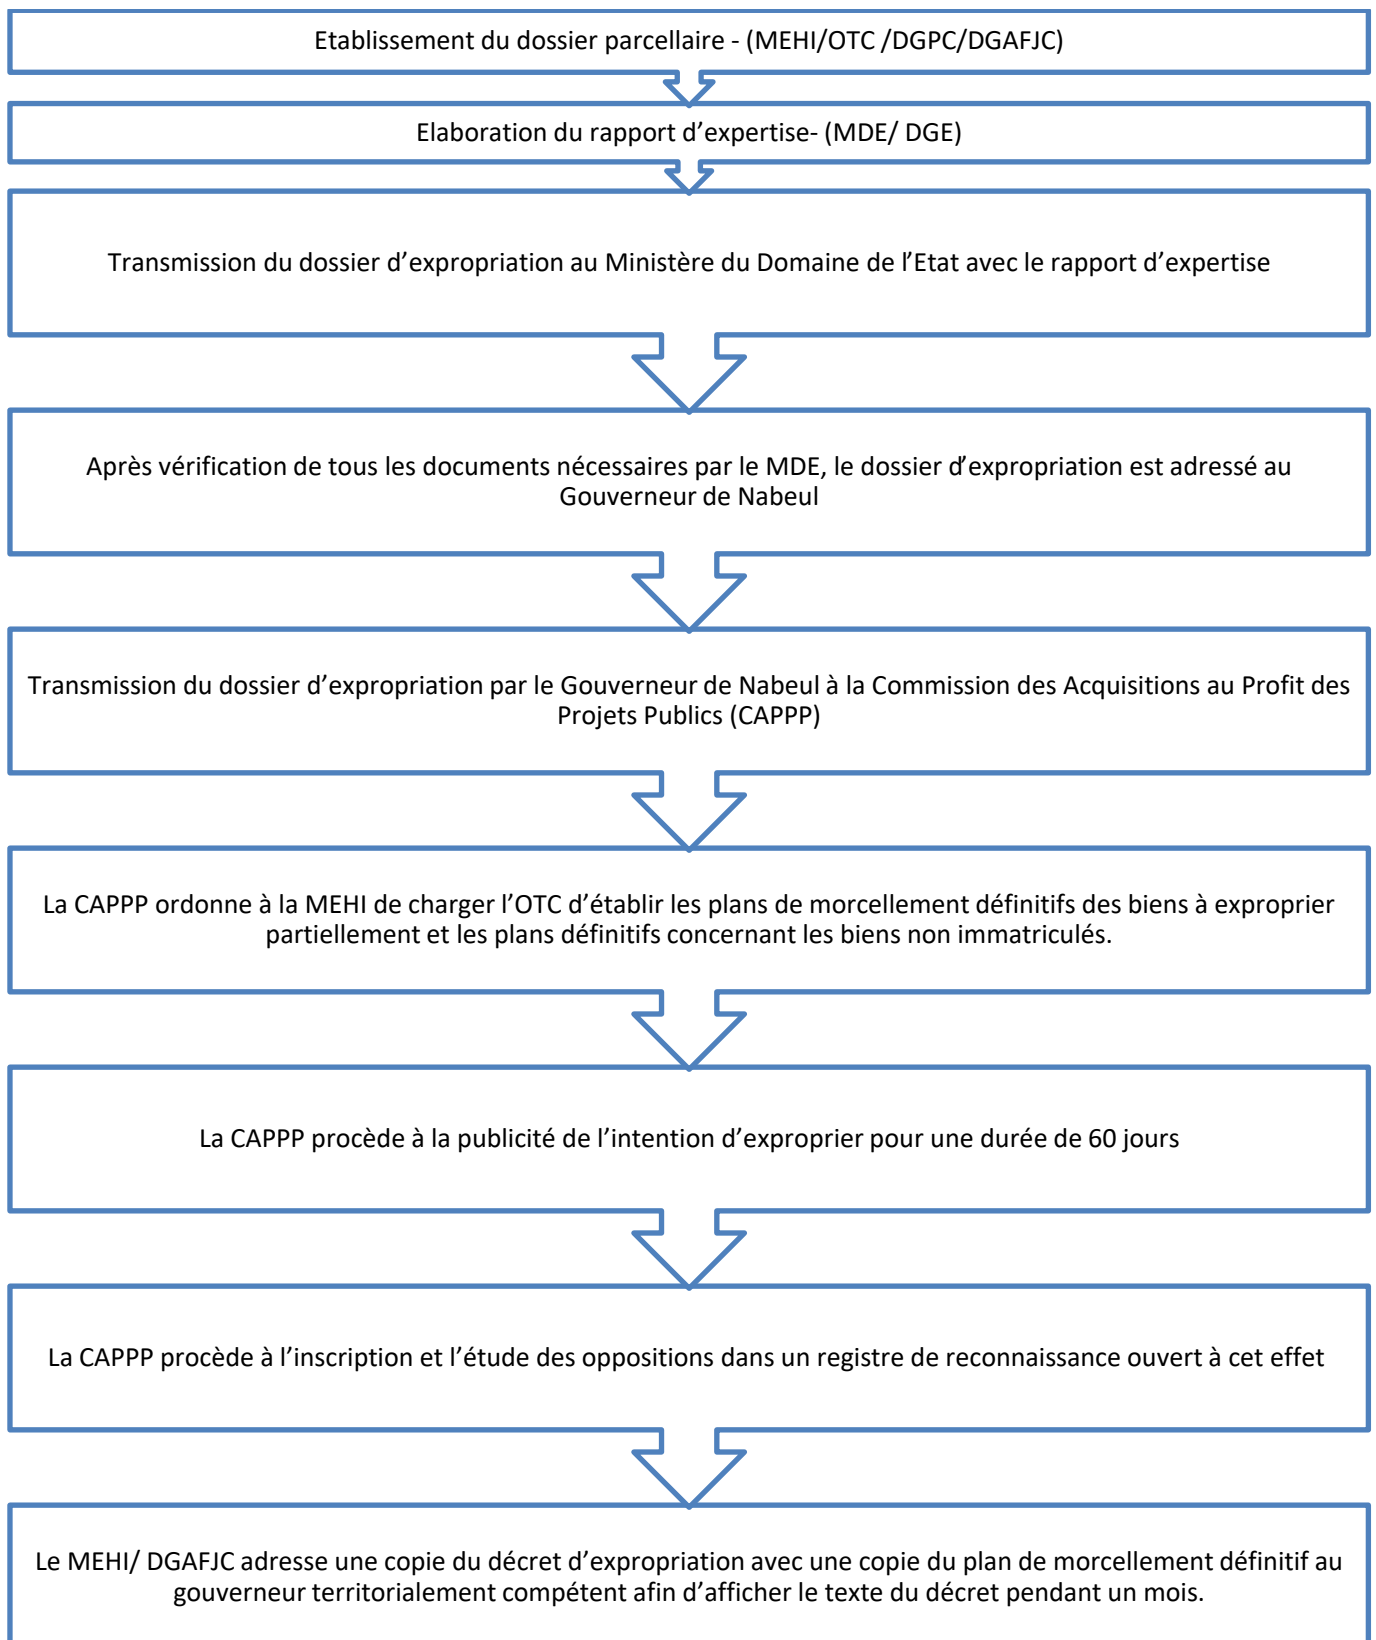 Etablissement du dossier parcellaire - (MEHI/OTC /DGPC/DGAFJC)
Elaboration du rapport d’expertise- (MDE/ DGE)
Transmission du dossier d’expropriation au Ministère du Domaine de l’Etat avec le rapport d’expertise
Après vérification de tous les documents nécessaires par le MDE, le dossier d’expropriation est adressé au
Gouverneur de Nabeul
Transmission du dossier d’expropriation par le Gouverneur de Nabeul à la Commission des Acquisitions au Profit des
Projets Publics (CAPPP)
La CAPPP ordonne à la MEHI de charger l’OTC d’établir les plans de morcellement définitifs des biens à exproprier
partiellement et les plans définitifs concernant les biens non immatriculés.
La CAPPP procède à la publicité de l’intention d’exproprier pour une durée de 60 jours
La CAPPP procède à l’inscription et l’étude des oppositions dans un registre de reconnaissance ouvert à cet effet
Le MEHI/ DGAFJC adresse une copie du décret d’expropriation avec une copie du plan de morcellement définitif au
gouverneur territorialement compétent afin d’afficher le texte du décret pendant un mois.